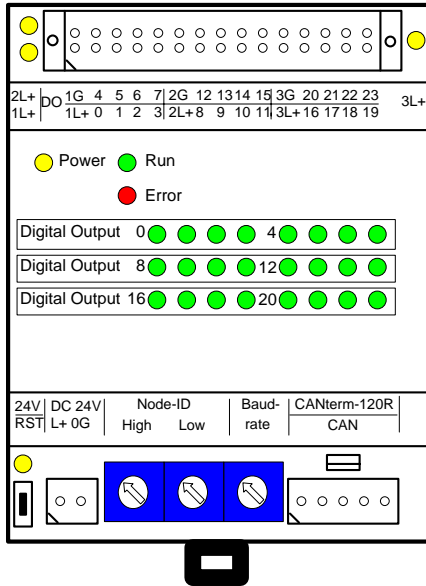 2L+ DO 1G 4 5 6 7 2G 12 13 14 15 3G 20 21 22 23 3L+
1L+ 1L+ 0 1 2 3 2L+ 8 9 10 11 3L+ 16 17 18 19
Power Run
Error
Digital Output 0 4
Digital Output 8 12
Digital Output 16 20
24V DC 24V Node-ID Baud- CANterm-120R
RST L+ 0G High Low rate CAN